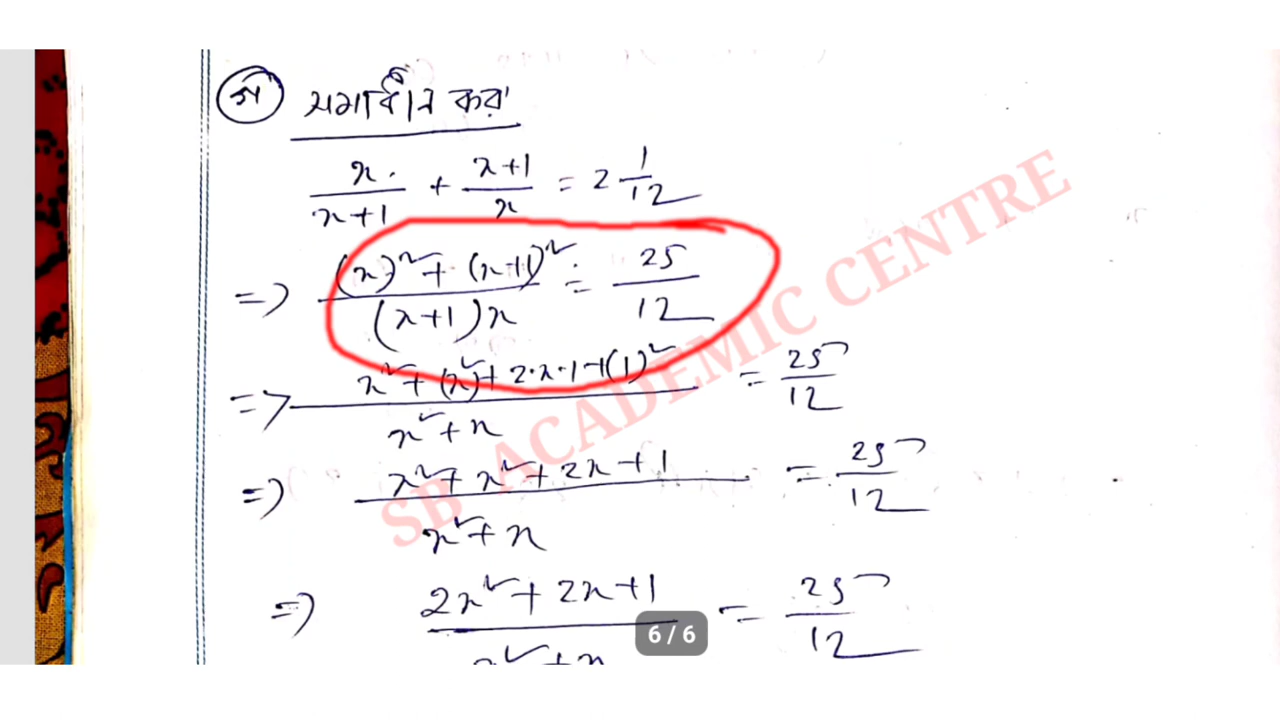 গ সমাধান কর
x/(x+1) + (x+1)/x = 2 1/12
=> ((x)² + (x+1)²)/((x+1)x) = 25/12
=> (x² + (x)² + 2·x·1 + (1)²)/(x² + x) = 25/12
=> (x² + x² + 2x + 1)/(x² + x) = 25/12
=> (2x² + 2x + 1)/(x² + x) = 25/12
SB ACADEMIC CENTRE
6 / 6